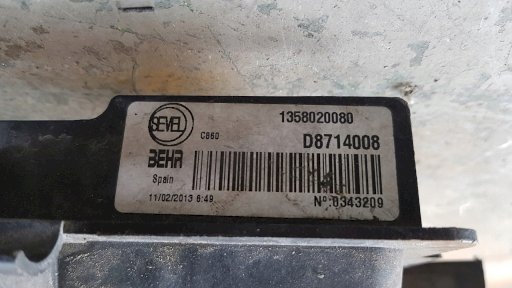 SEVEL
C860
1358020080
D8714008
BEHR
Spain
11/02/2013 6:49
Nº:0343209